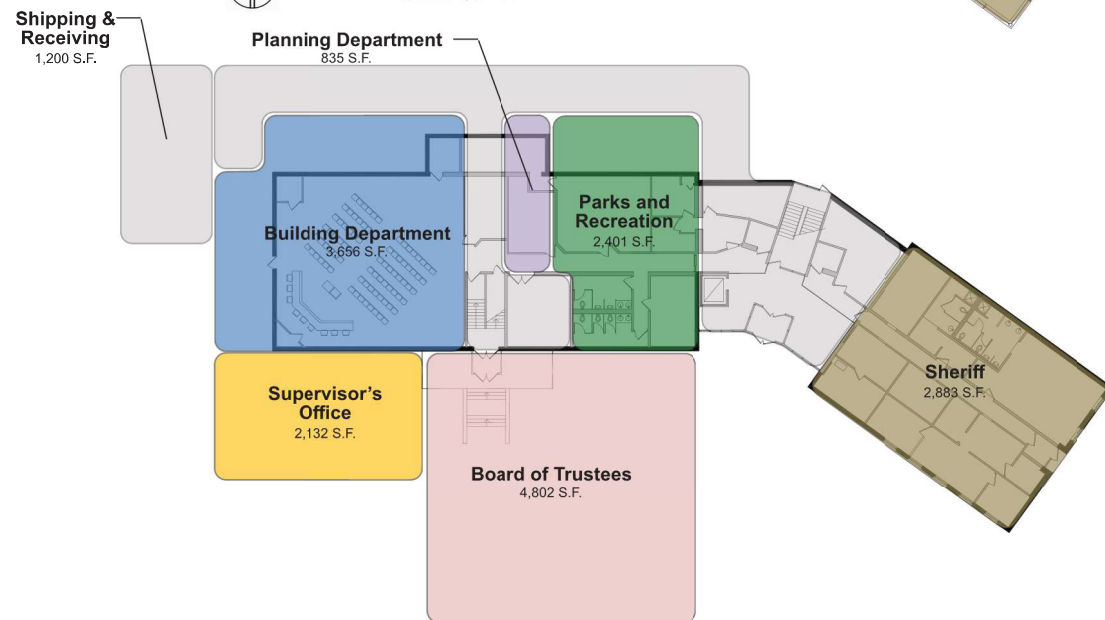 Shipping &
Receiving
1,200 S.F.
Planning Department
835 S.F.
Building Department
3,656 S.F.
Parks and
Recreation
2,401 S.F.
Supervisor’s
Office
2,132 S.F.
Board of Trustees
4,802 S.F.
Sheriff
2,883 S.F.